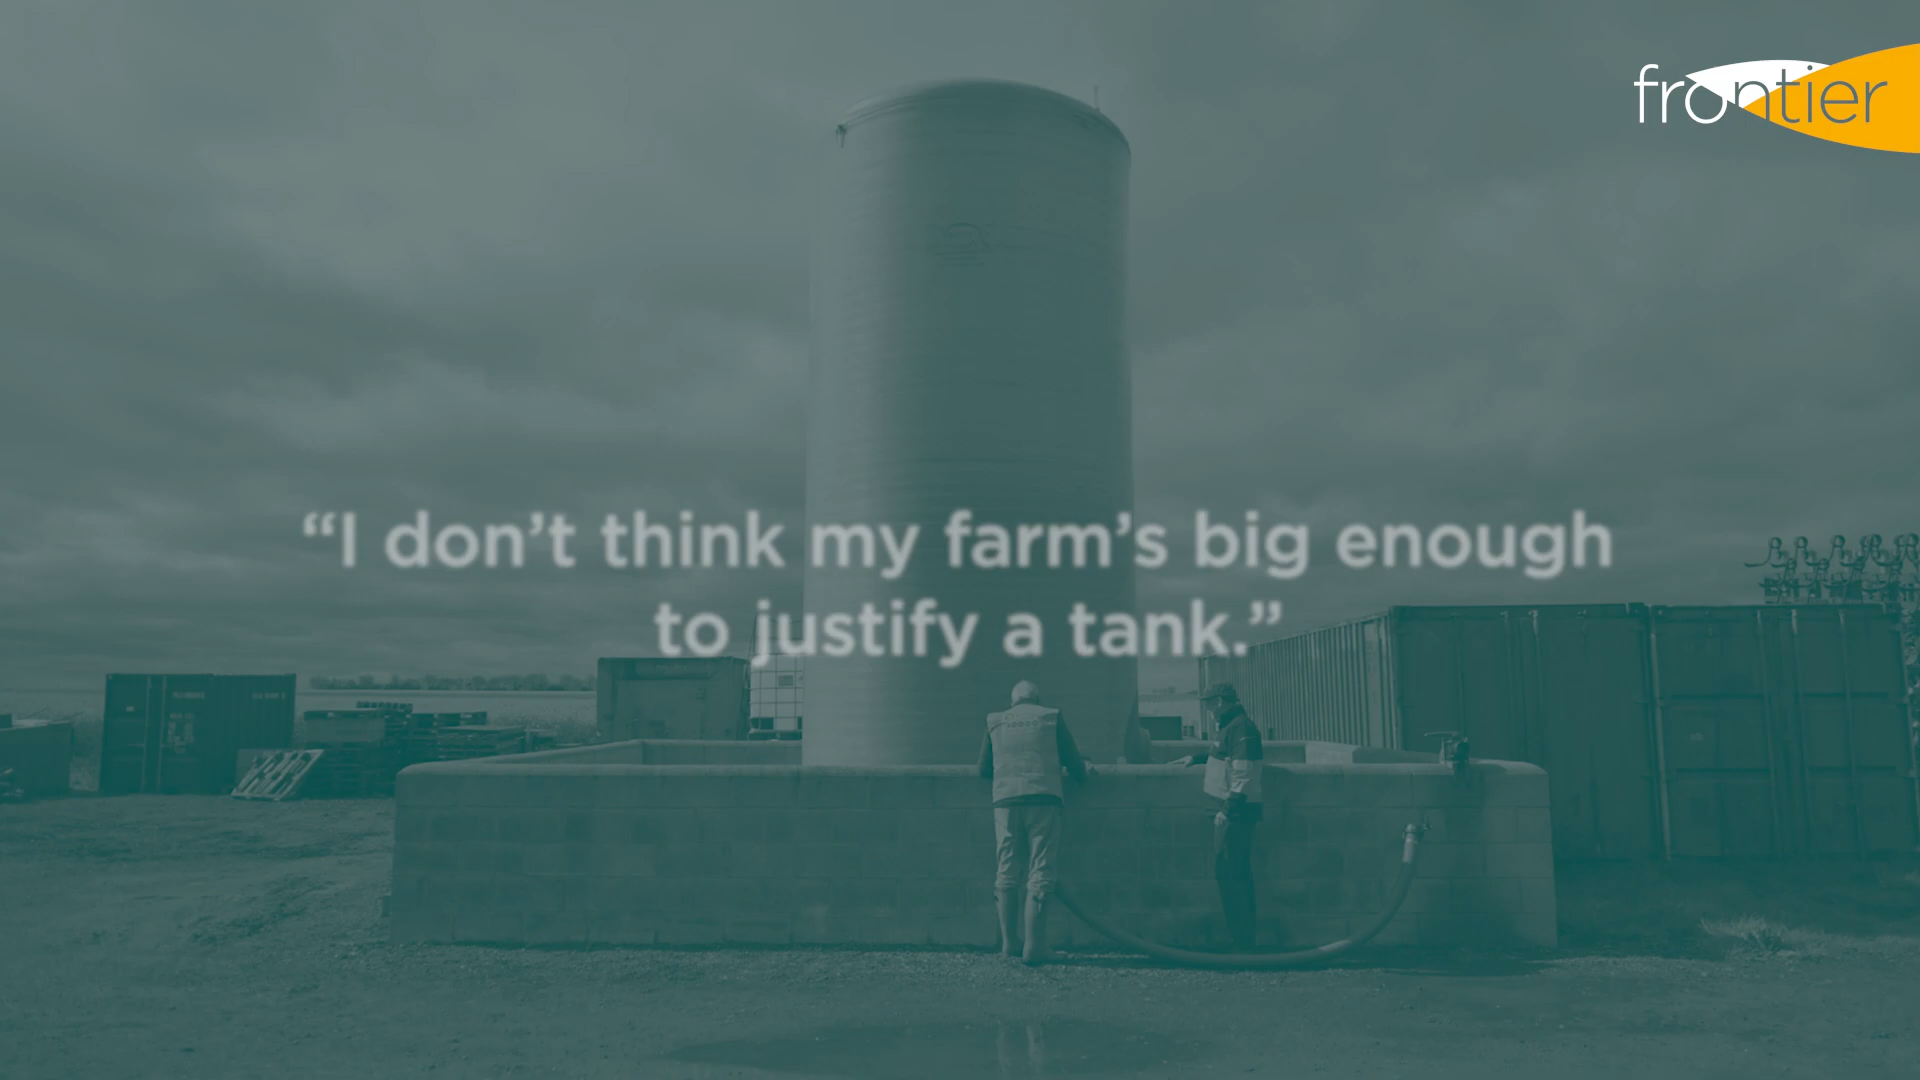 frontier
“I don’t think my farm’s big enough
to justify a tank.”